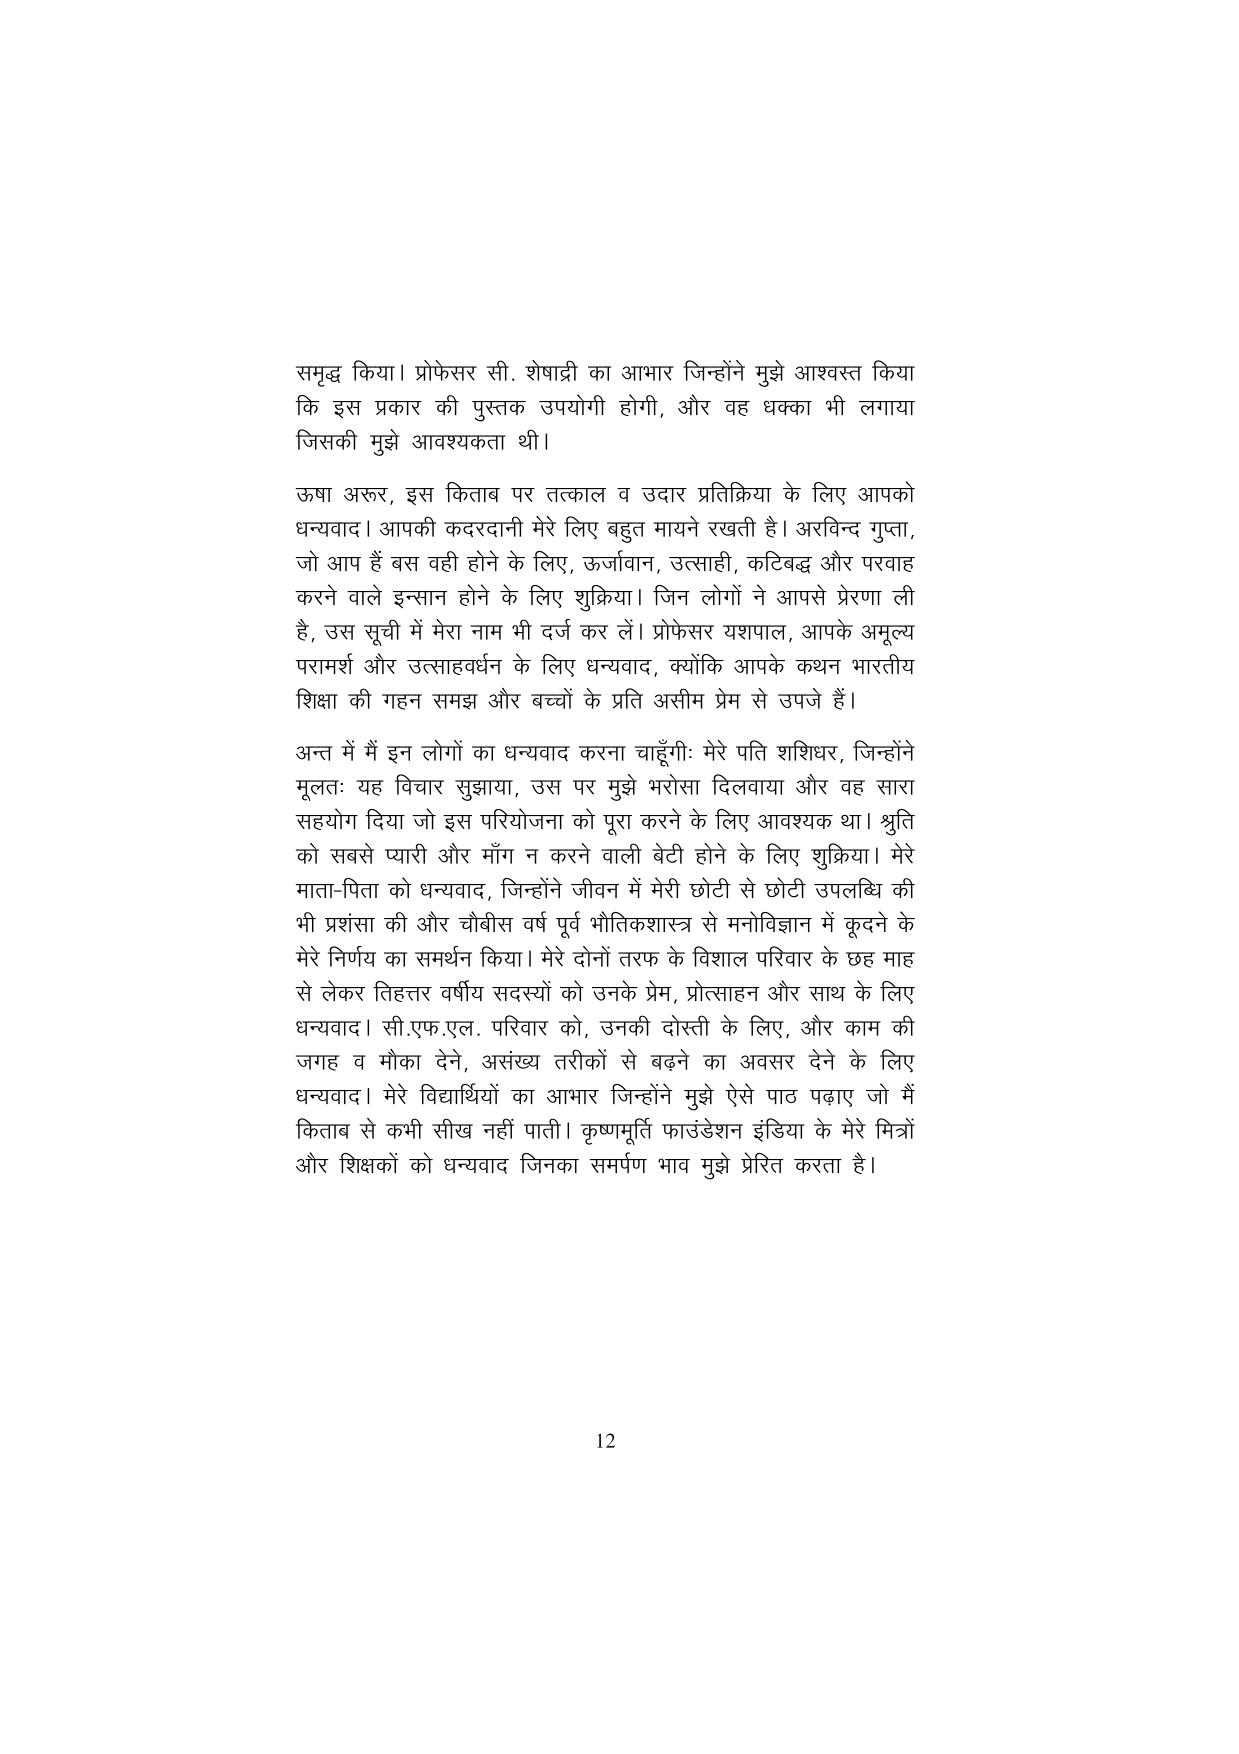 समृद्ध किया। प्रोफेसर सी. शेषाद्री का आभार जिन्होंने मुझे आश्वस्त किया
कि इस प्रकार की पुस्तक उपयोगी होगी, और वह धक्का भी लगाया
जिसकी मुझे आवश्यकता थी।
ऊषा अरूर, इस किताब पर तत्काल व उदार प्रतिक्रिया के लिए आपको
धन्यवाद। आपकी कदरदानी मेरे लिए बहुत मायने रखती है। अरविन्द गुप्ता,
जो आप हैं बस वही होने के लिए, ऊर्जावान, उत्साही, कटिबद्ध और परवाह
करने वाले इन्सान होने के लिए शुक्रिया। जिन लोगों ने आपसे प्रेरणा ली
है, उस सूची में मेरा नाम भी दर्ज कर लें। प्रोफेसर यशपाल, आपके अमूल्य
परामर्श और उत्साहवर्धन के लिए धन्यवाद, क्योंकि आपके कथन भारतीय
शिक्षा की गहन समझ और बच्चों के प्रति असीम प्रेम से उपजे हैं।
अन्त में मैं इन लोगों का धन्यवाद करना चाहूँगीः मेरे पति शशिधर, जिन्होंने
मूलतः यह विचार सुझाया, उस पर मुझे भरोसा दिलवाया और वह सारा
सहयोग दिया जो इस परियोजना को पूरा करने के लिए आवश्यक था। श्रुति
को सबसे प्यारी और माँग न करने वाली बेटी होने के लिए शुक्रिया। मेरे
माता-पिता को धन्यवाद, जिन्होंने जीवन में मेरी छोटी से छोटी उपलब्धि की
भी प्रशंसा की और चौबीस वर्ष पूर्व भौतिकशास्त्र से मनोविज्ञान में कूदने के
मेरे निर्णय का समर्थन किया। मेरे दोनों तरफ के विशाल परिवार के छह माह
से लेकर तिहत्तर वर्षीय सदस्यों को उनके प्रेम, प्रोत्साहन और साथ के लिए
धन्यवाद। सी.एफ.एल. परिवार को, उनकी दोस्ती के लिए, और काम की
जगह व मौका देने, असंख्य तरीकों से बढ़ने का अवसर देने के लिए
धन्यवाद। मेरे विद्यार्थियों का आभार जिन्होंने मुझे ऐसे पाठ पढ़ाए जो मैं
किताब से कभी सीख नहीं पाती। कृष्णमूर्ति फाउंडेशन इंडिया के मेरे मित्रों
और शिक्षकों को धन्यवाद जिनका समर्पण भाव मुझे प्रेरित करता है।
12